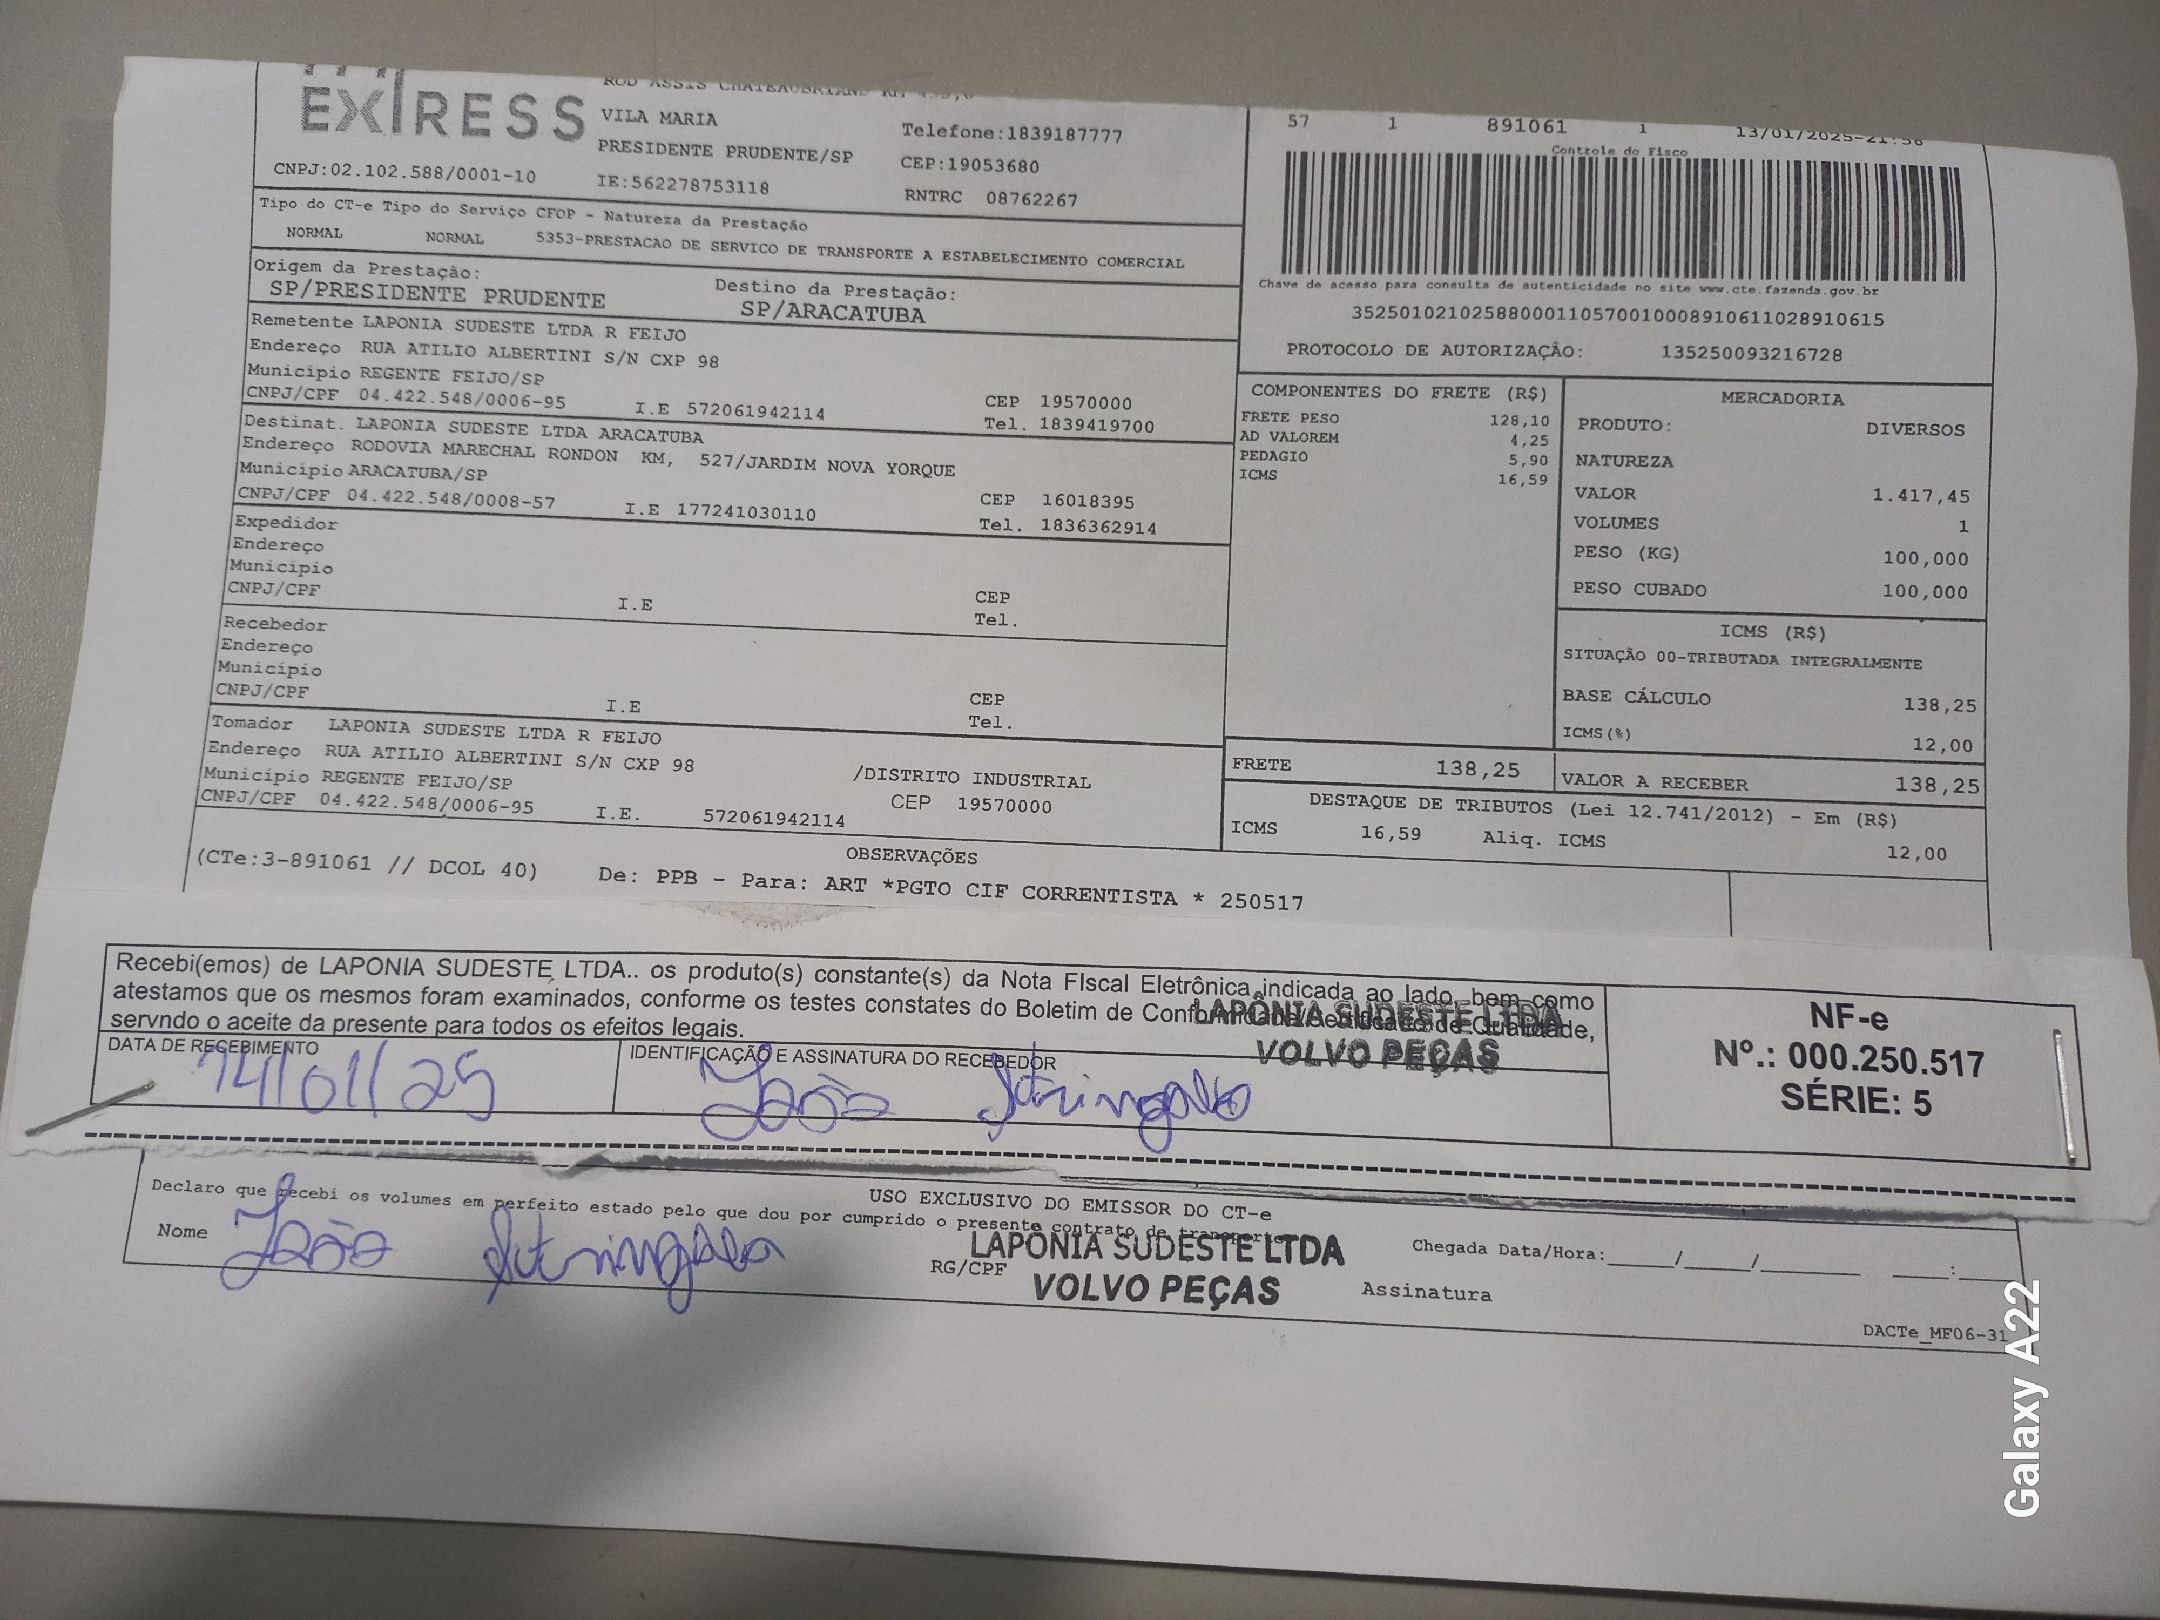 EXPRESS
VILA MARIA
PRESIDENTE PRUDENTE/SP
Telefone:1839187777
CEP:19053680
CNPJ:02.102.588/0001-10
IE:562278753118
RNTRC 08762267
57 1 891061 1 13/01/2025-21:56
Controle do Fisco
Tipo do CT-e Tipo do Serviço CFOP - Natureza da Prestação
NORMAL NORMAL 5353-PRESTACAO DE SERVICO DE TRANSPORTE A ESTABELECIMENTO COMERCIAL
Origem da Prestação:
SP/PRESIDENTE PRUDENTE
Destino da Prestação:
SP/ARACATUBA
Chave de acesso para consulta de autenticidade no site www.cte.fazenda.gov.br
35250102102588000110570010008910611028910615
PROTOCOLO DE AUTORIZAÇÃO: 135250093216728
Remetente LAPONIA SUDESTE LTDA R FEIJO
Endereço RUA ATILIO ALBERTINI S/N CXP 98
Município REGENTE FEIJO/SP
CEP 19570000
CNPJ/CPF 04.422.548/0006-95 I.E 572061942114
Tel. 1839419700
Destinat. LAPONIA SUDESTE LTDA ARACATUBA
Endereço RODOVIA MARECHAL RONDON KM, 527/JARDIM NOVA YORQUE
Município ARACATUBA/SP
CEP 16018395
CNPJ/CPF 04.422.548/0008-57 I.E 177241030110
Tel. 1836362914
Expedidor
Endereço
Município
CEP
CNPJ/CPF I.E
Tel.
Recebedor
Endereço
Município
CEP
CNPJ/CPF I.E
Tel.
Tomador LAPONIA SUDESTE LTDA R FEIJO
Endereço RUA ATILIO ALBERTINI S/N CXP 98 /DISTRITO INDUSTRIAL
Município REGENTE FEIJO/SP CEP 19570000
CNPJ/CPF 04.422.548/0006-95 I.E. 572061942114
COMPONENTES DO FRETE (R$)
FRETE PESO 128,10
AD VALOREM 4,25
PEDAGIO 5,90
ICMS 16,59
MERCADORIA
PRODUTO: DIVERSOS
NATUREZA
VALOR 1.417,45
VOLUMES 1
PESO (KG) 100,000
PESO CUBADO 100,000
ICMS (R$)
SITUAÇÃO 00-TRIBUTADA INTEGRALMENTE
BASE CÁLCULO 138,25
ICMS(%) 12,00
FRETE 138,25
VALOR A RECEBER 138,25
DESTAQUE DE TRIBUTOS (Lei 12.741/2012) - Em (R$)
ICMS 16,59 Aliq. ICMS 12,00
OBSERVAÇÕES
(CTe:3-891061 // DCOL 40) De: PPB - Para: ART *PGTO CIF CORRENTISTA * 250517
Recebi(emos) de LAPONIA SUDESTE LTDA.. os produto(s) constante(s) da Nota FIscal Eletrônica indicada ao lado, bem como
atestamos que os mesmos foram examinados, conforme os testes constates do Boletim de Conformidade/Certificado de Qualidade,
servndo o aceite da presente para todos os efeitos legais.
LAPÔNIA SUDESTE LTDA
VOLVO PEÇAS
DATA DE RECEBIMENTO
14/01/25
IDENTIFICAÇÃO E ASSINATURA DO RECEBEDOR
João
NF-e
Nº.: 000.250.517
SÉRIE: 5
USO EXCLUSIVO DO EMISSOR DO CT-e
Declaro que recebi os volumes em perfeito estado pelo que dou por cumprido o presente contrato de transporte
Nome João
RG/CPF
LAPÔNIA SUDESTE LTDA
VOLVO PEÇAS
Chegada Data/Hora:_____/_____/_______ ____:____
Assinatura
DACTe_MF06-31
Galaxy A22